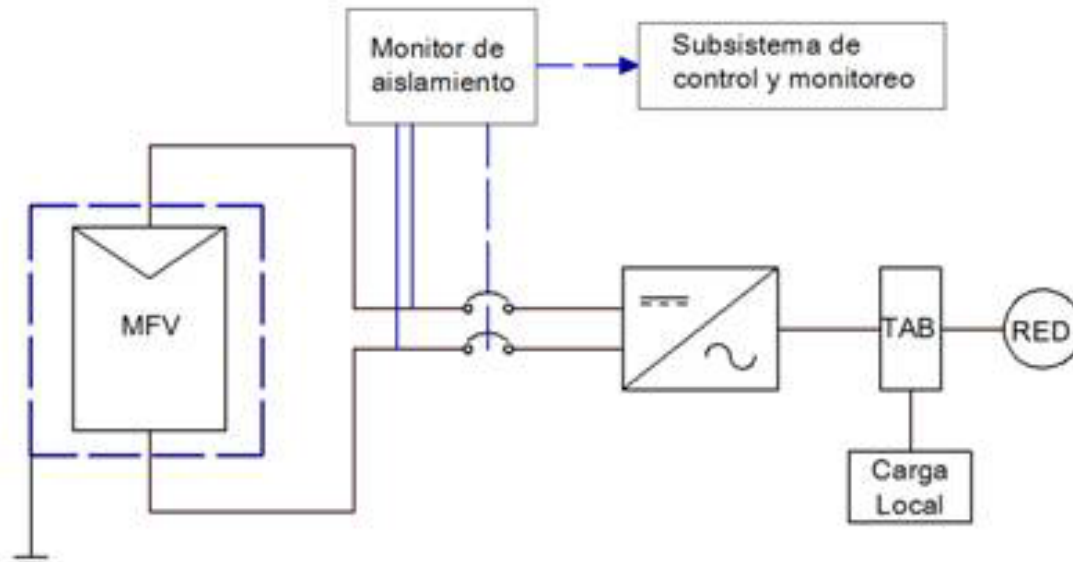 Monitor de
aislamiento
Subsistema de
control y monitoreo
MFV
TAB
RED
Carga
Local